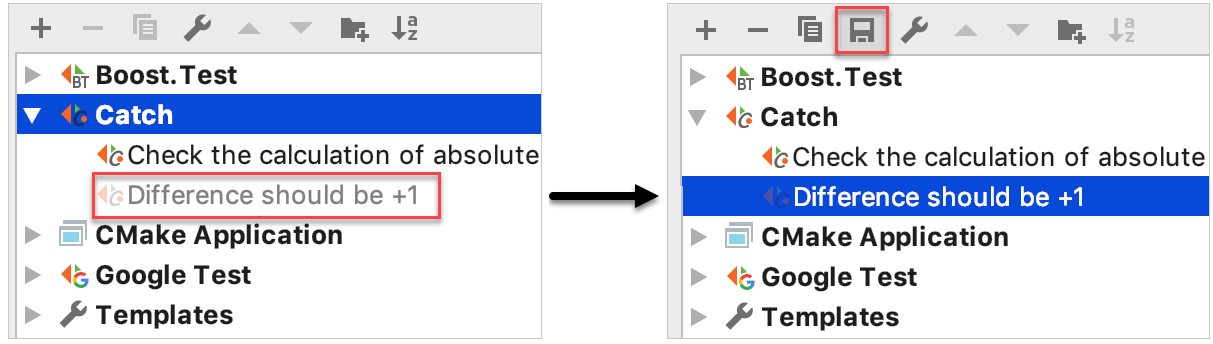 a
z
Boost.Test
Catch
Check the calculation of absolute
Difference should be +1
CMake Application
Google Test
Templates
a
z
Boost.Test
Catch
Check the calculation of absolute
Difference should be +1
CMake Application
Google Test
Templates